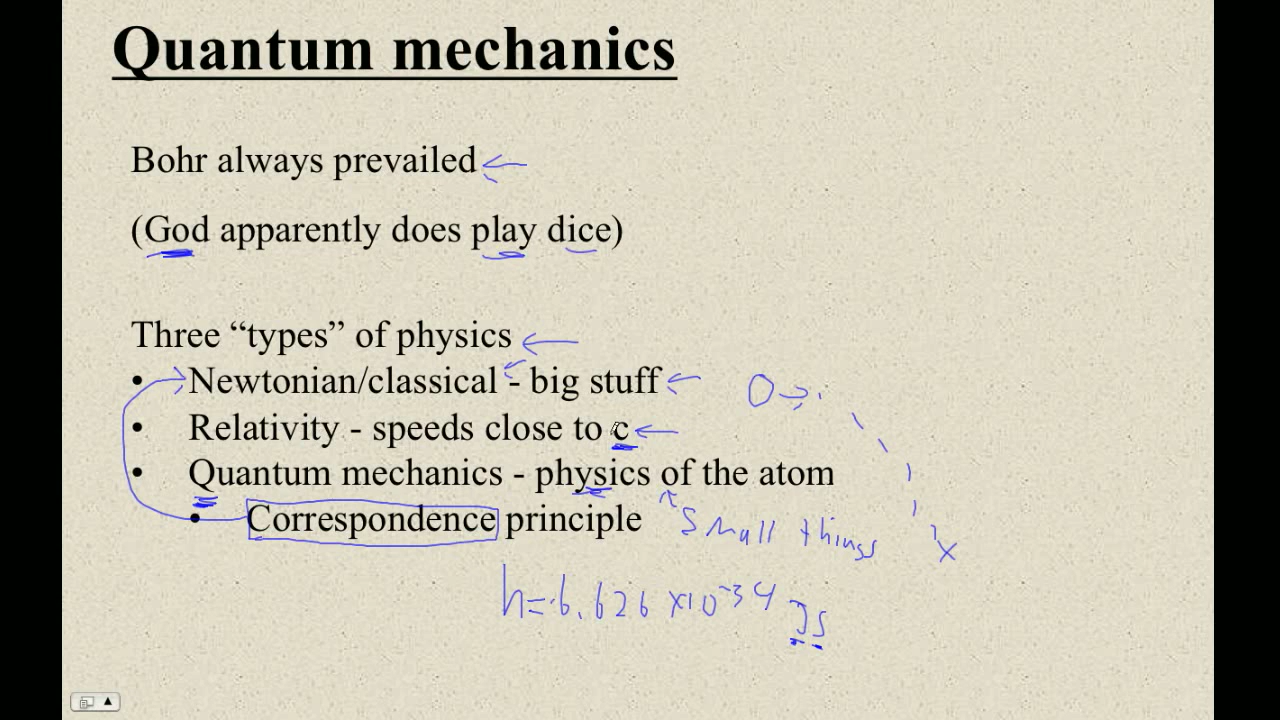 Quantum mechanics
Bohr always prevailed
(God apparently does play dice)
Three “types” of physics
• Newtonian/classical - big stuff
• Relativity - speeds close to c
• Quantum mechanics - physics of the atom
• Correspondence principle
small things
h=6.626 x10⁻³⁴ Js